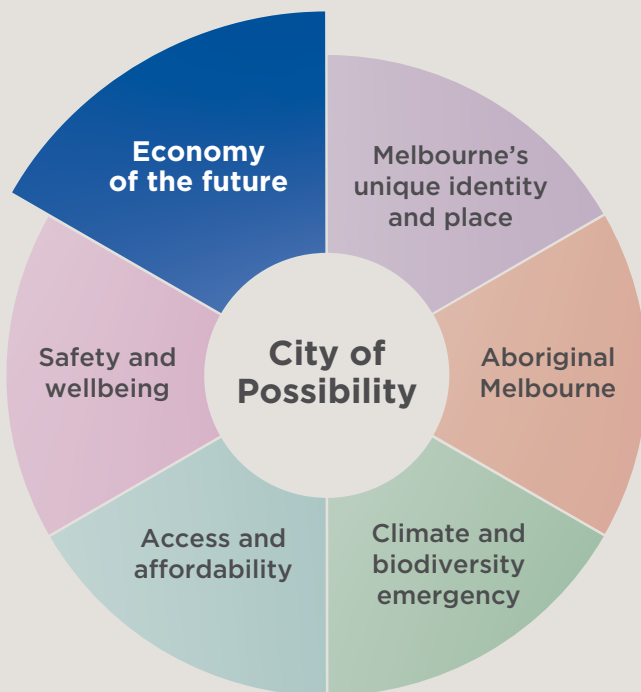 Economy
of the future
Melbourne’s
unique identity
and place
Safety and
wellbeing
City of
Possibility
Aboriginal
Melbourne
Access and
affordability
Climate and
biodiversity
emergency